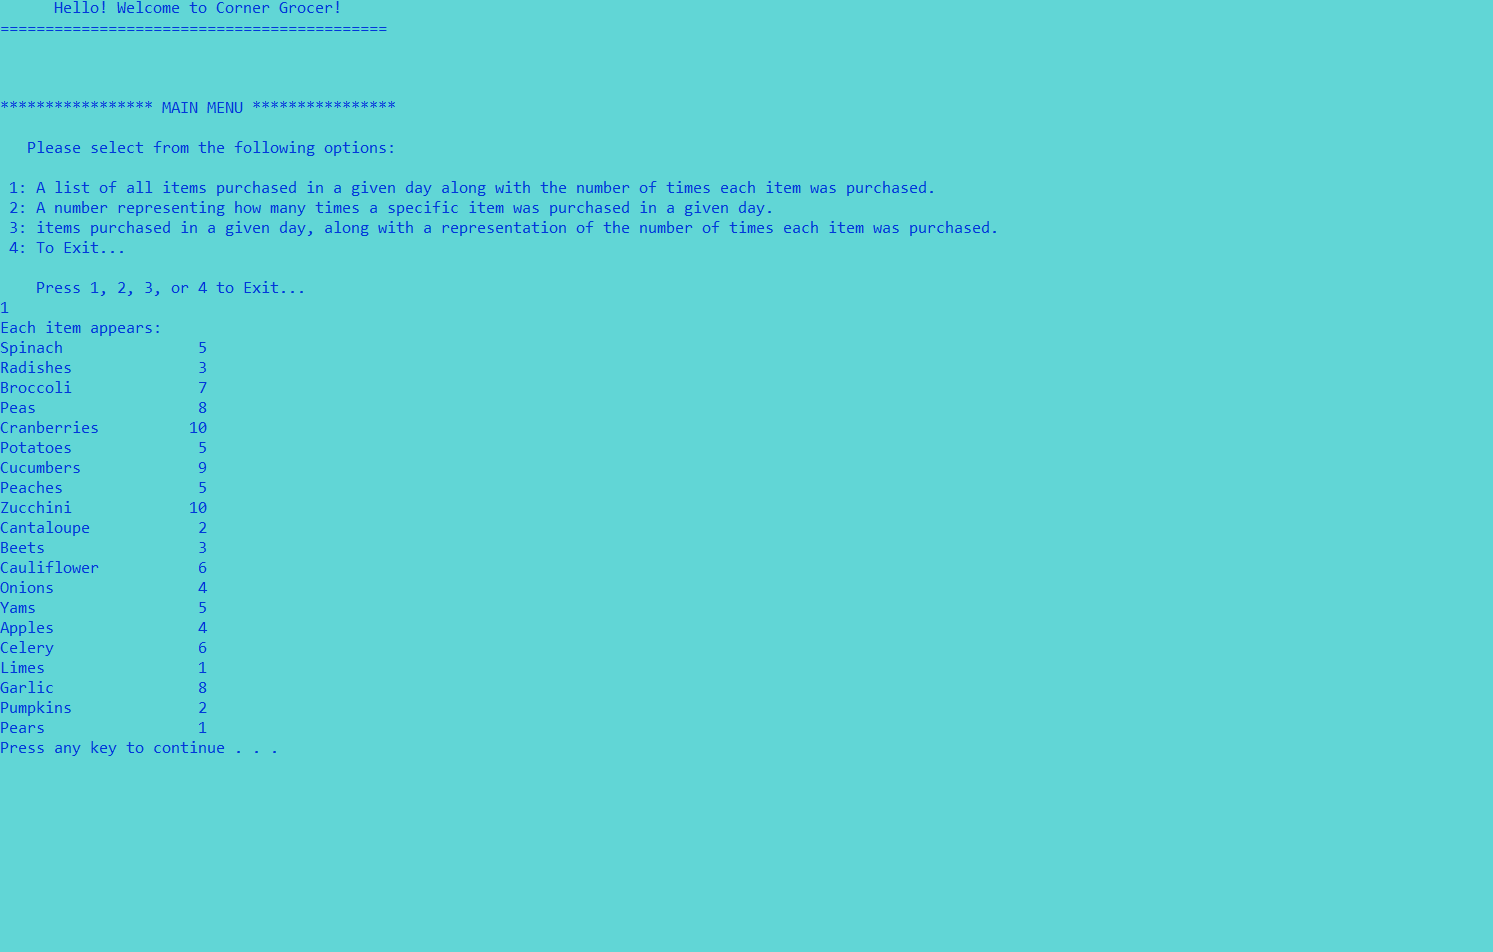 Hello! Welcome to Corner Grocer!
===========================================
***************** MAIN MENU ****************
Please select from the following options:
1: A list of all items purchased in a given day along with the number of times each item was purchased.
2: A number representing how many times a specific item was purchased in a given day.
3: items purchased in a given day, along with a representation of the number of times each item was purchased.
4: To Exit...
Press 1, 2, 3, or 4 to Exit...
1
Each item appears:
Spinach 5
Radishes 3
Broccoli 7
Peas 8
Cranberries 10
Potatoes 5
Cucumbers 9
Peaches 5
Zucchini 10
Cantaloupe 2
Beets 3
Cauliflower 6
Onions 4
Yams 5
Apples 4
Celery 6
Limes 1
Garlic 8
Pumpkins 2
Pears 1
Press any key to continue . . .